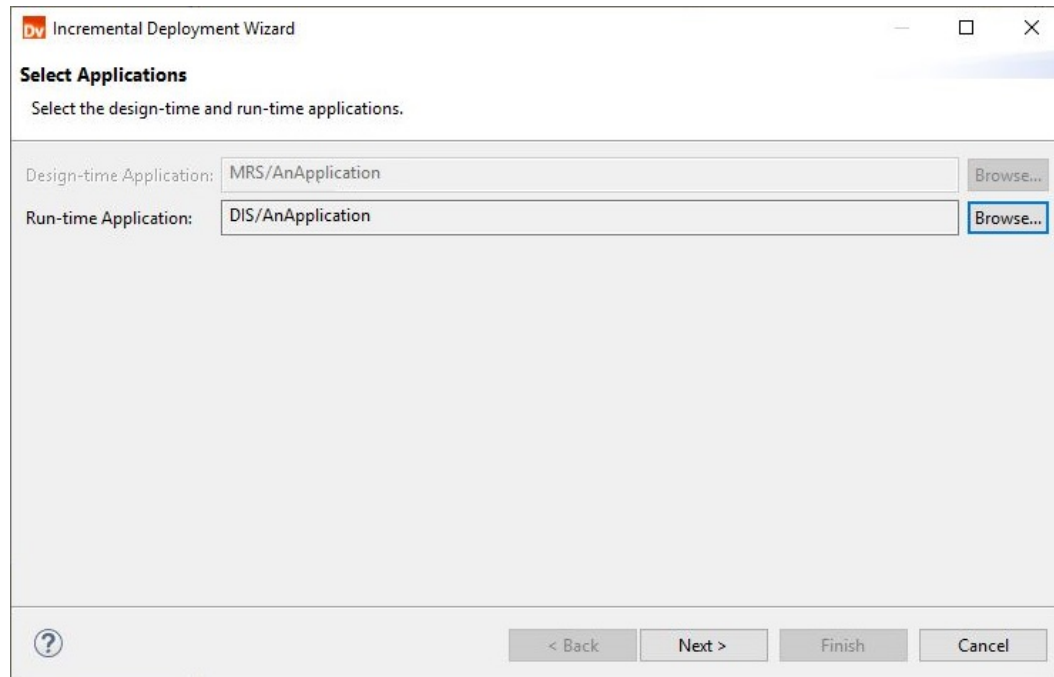 Dv Incremental Deployment Wizard
Select Applications
Select the design-time and run-time applications.
Design-time Application: MRS/AnApplication Browse...
Run-time Application: DIS/AnApplication Browse...
? < Back Next > Finish Cancel